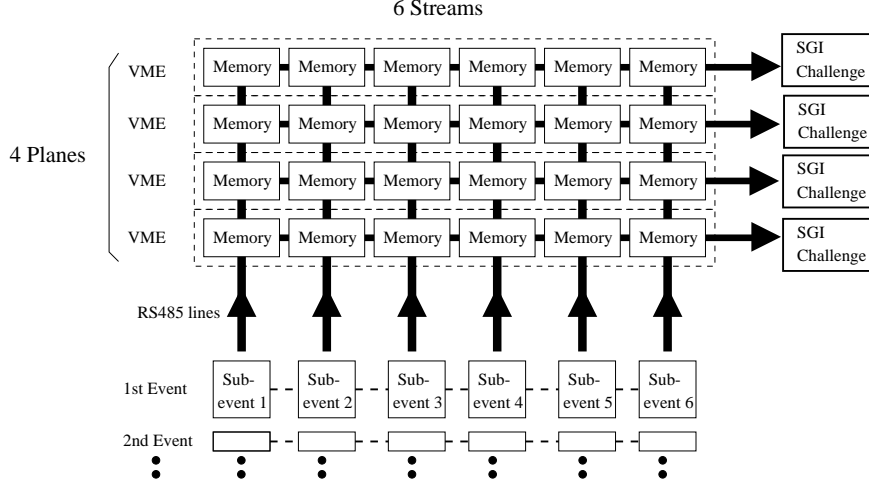 6 Streams
VME Memory Memory Memory Memory Memory Memory SGI Challenge
VME Memory Memory Memory Memory Memory Memory SGI Challenge
4 Planes
VME Memory Memory Memory Memory Memory Memory SGI Challenge
VME Memory Memory Memory Memory Memory Memory SGI Challenge
RS485 lines
1st Event
Sub-
event 1
Sub-
event 2
Sub-
event 3
Sub-
event 4
Sub-
event 5
Sub-
event 6
2nd Event